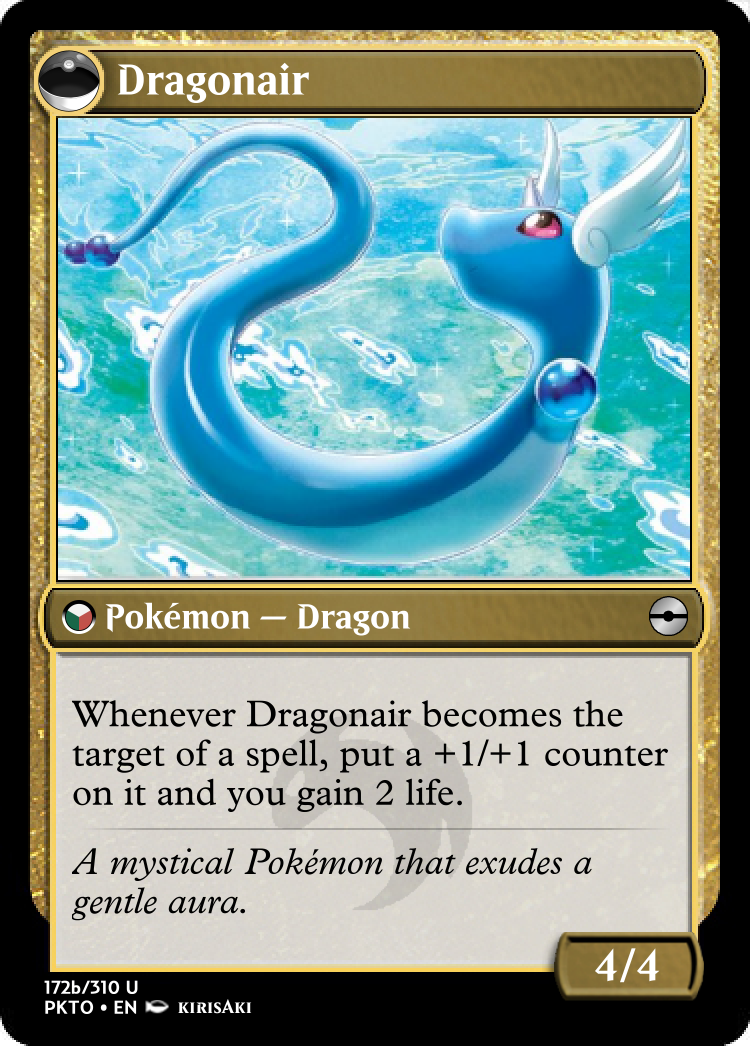 Dragonair
Pokémon — Dragon
Whenever Dragonair becomes the
target of a spell, put a +1/+1 counter
on it and you gain 2 life.
A mystical Pokémon that exudes a
gentle aura.
4/4
172b/310 U
PKTO • EN KIRISAKI